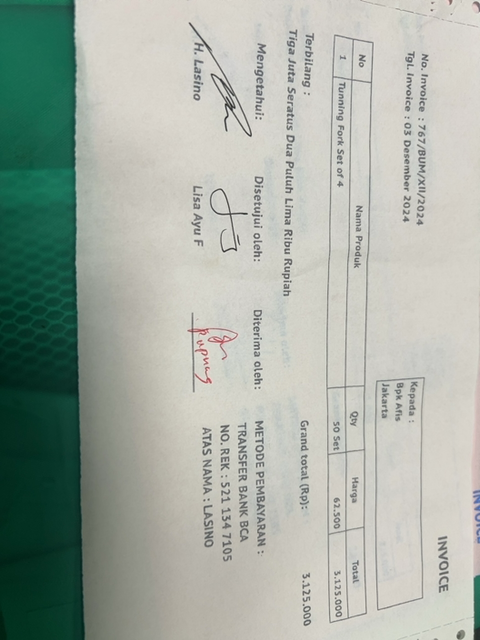 INVOICE
No. Invoice : 767/BUM/XII/2024
Tgl. Invoice : 03 Desember 2024
Kepada :
Bpk Afis
Jakarta
No Nama Produk Qty Harga Total
1 Tunning Fork Set of 4 50 Set 62.500 3.125.000
Grand total (Rp): 3.125.000
Terbilang :
Tiga Juta Seratus Dua Puluh Lima Ribu Rupiah
Mengetahui: Disetujui oleh: Diterima oleh:
H. Lasino Lisa Ayu F
METODE PEMBAYARAN :
TRANSFER BANK BCA
NO. REK : 521 134 7105
ATAS NAMA : LASINO